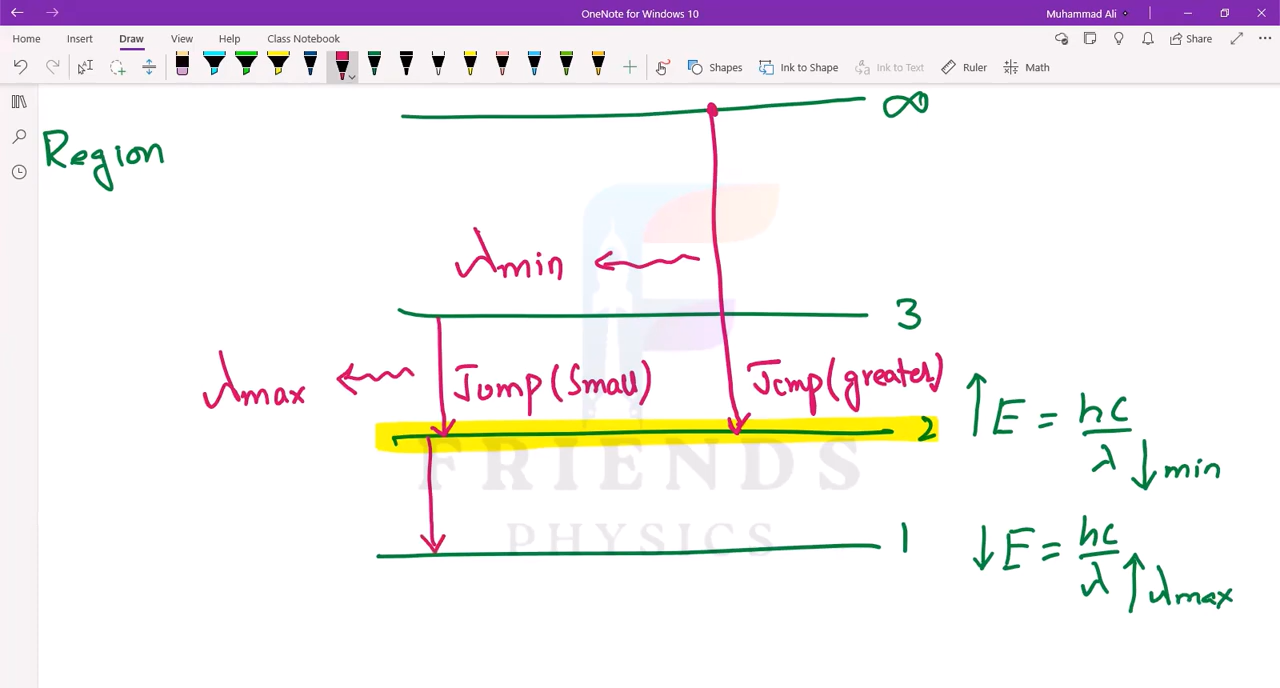 OneNote for Windows 10
Muhammad Ali
Home Insert Draw View Help Class Notebook
Share
Shapes Ink to Shape Ink to Text Ruler Math
∞
Region
λmin
3
λmax
Jump (Small)
Jump (greater)
2
↑E = hc/λ ↓ min
FRIENDS
PHYSICS
1
↓E = hc/λ ↑ λmax